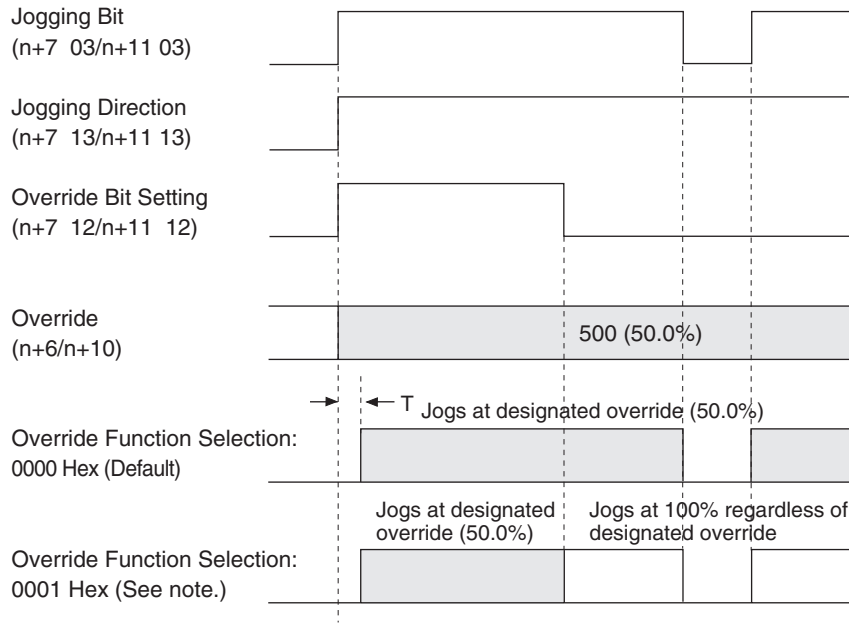 Jogging Bit
(n+7  03/n+11 03)
Jogging Direction
(n+7  13/n+11 13)
Override Bit Setting
(n+7  12/n+11  12)
Override
(n+6/n+10)
500 (50.0%)
T
Jogs at designated override (50.0%)
Override Function Selection:
0000 Hex (Default)
Jogs at designated
override (50.0%)
Jogs at 100% regardless of
designated override
Override Function Selection:
0001 Hex (See note.)